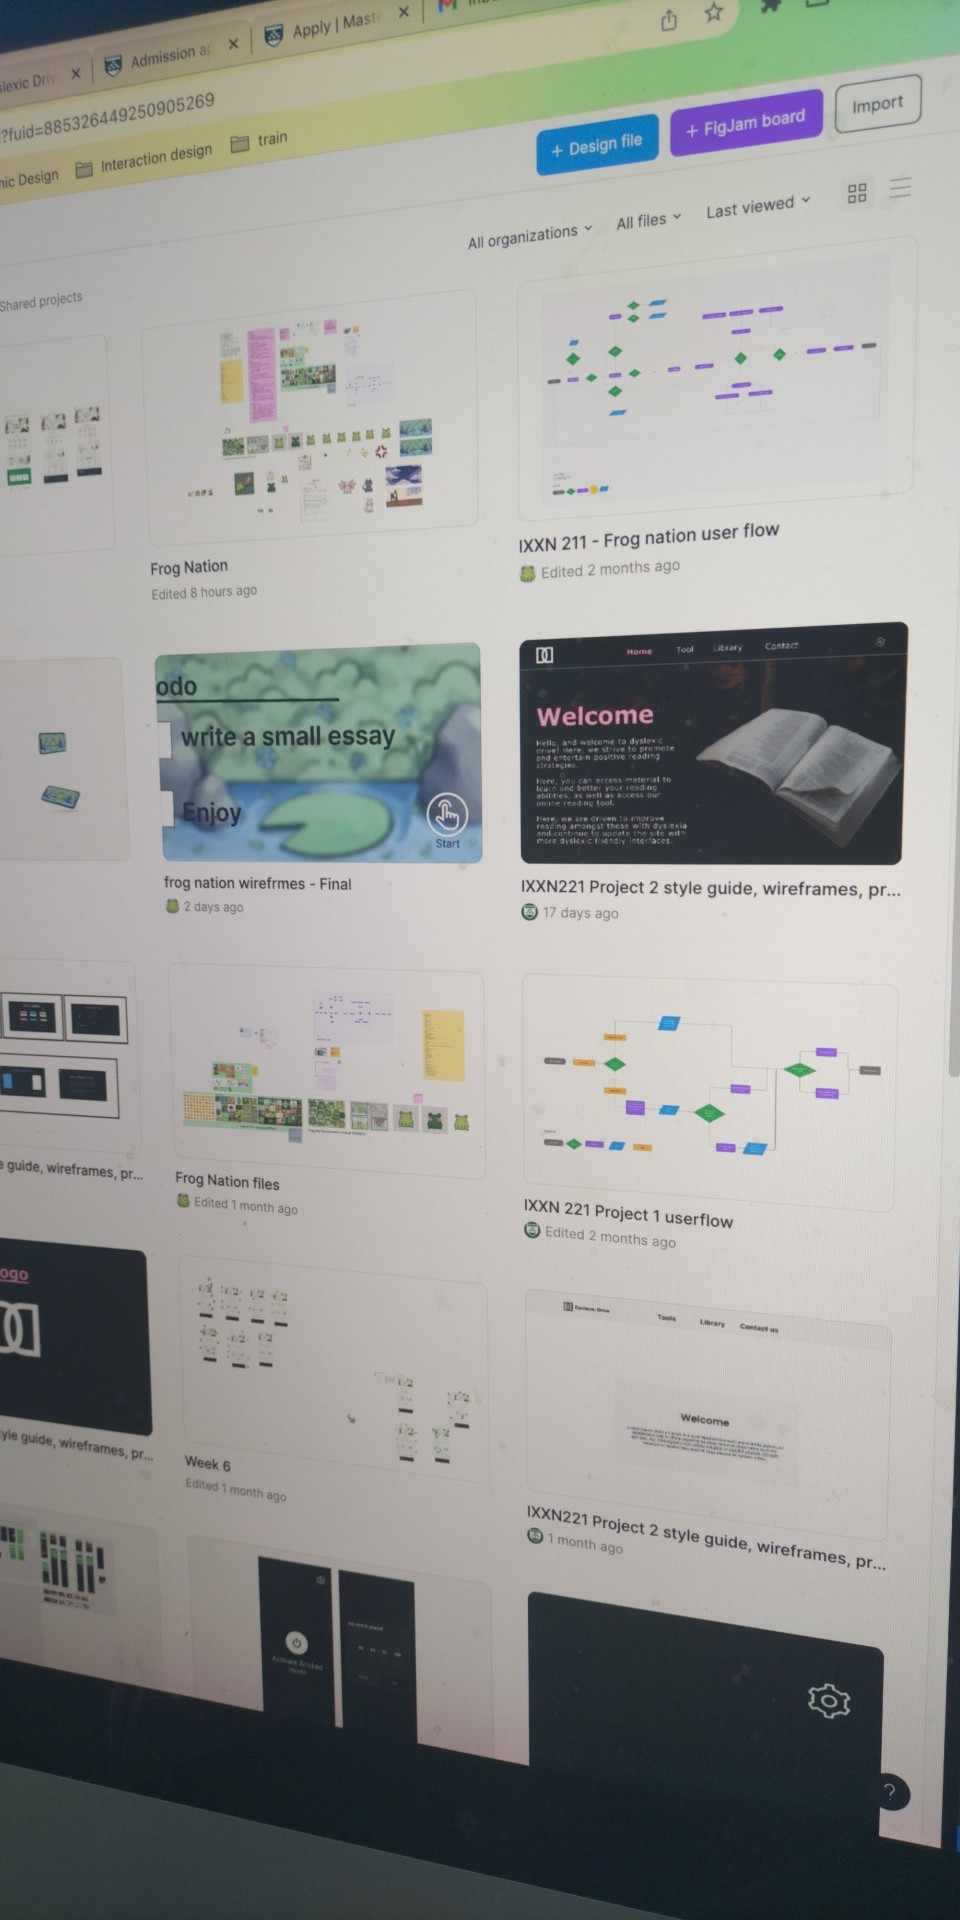 slexic Driv
Admission a
Apply | Mast
?fuid=885326449250905269
hic Design
Interaction design
train
+ Design file
+ FigJam board
Import
All organizations
All files
Last viewed
Shared projects
Frog Nation
Edited 8 hours ago
IXXN 211 - Frog nation user flow
Edited 2 months ago
odo
write a small essay
Enjoy
Start
frog nation wirefrmes - Final
2 days ago
Home
Tool
Library
Contact
Welcome
Hello, and welcome to dyslexic
drive! Here, we strive to promote
and entertain positive reading
strategies.
Here, you can access material to
learn and better your reading
abilities, as well as access our
online reading tool.
Here, we are driven to improve
reading amongst those with dyslexia
and continue to update the site with
more dyslexic friendly interfaces.
IXXN221 Project 2 style guide, wireframes, pr...
17 days ago
e guide, wireframes, pr...
Frog Nation files
Edited 1 month ago
IXXN 221 Project 1 userflow
Edited 2 months ago
ogo
yle guide, wireframes, pr...
Week 6
Edited 1 month ago
Dyslexic Drive
Tools
Library
Contact us
Welcome
IXXN221 Project 2 style guide, wireframes, pr...
1 month ago
?